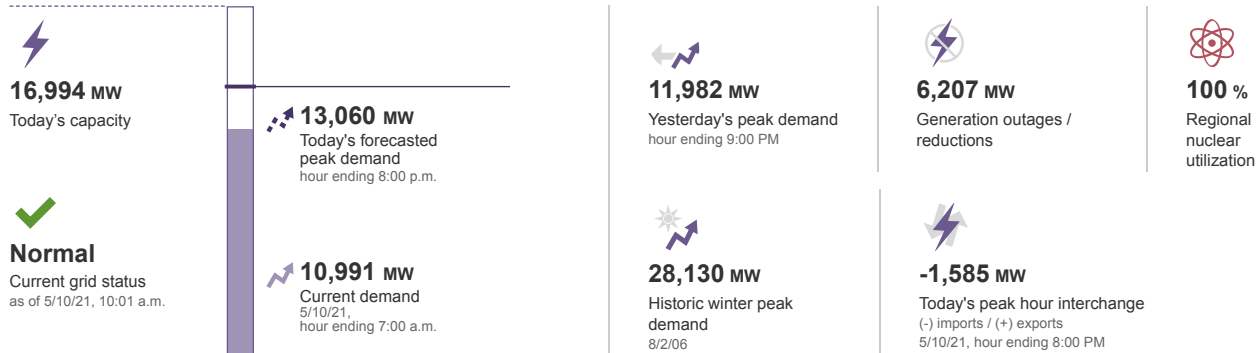 16,994 MW
Today's capacity
Normal
Current grid status
as of 5/10/21, 10:01 a.m.
13,060 MW
Today's forecasted
peak demand
hour ending 8:00 p.m.
10,991 MW
Current demand
5/10/21,
hour ending 7:00 a.m.
11,982 MW
Yesterday's peak demand
hour ending 9:00 PM
6,207 MW
Generation outages /
reductions
100 %
Regional
nuclear
utilization
28,130 MW
Historic winter peak
demand
8/2/06
-1,585 MW
Today's peak hour interchange
(-) imports / (+) exports
5/10/21, hour ending 8:00 PM